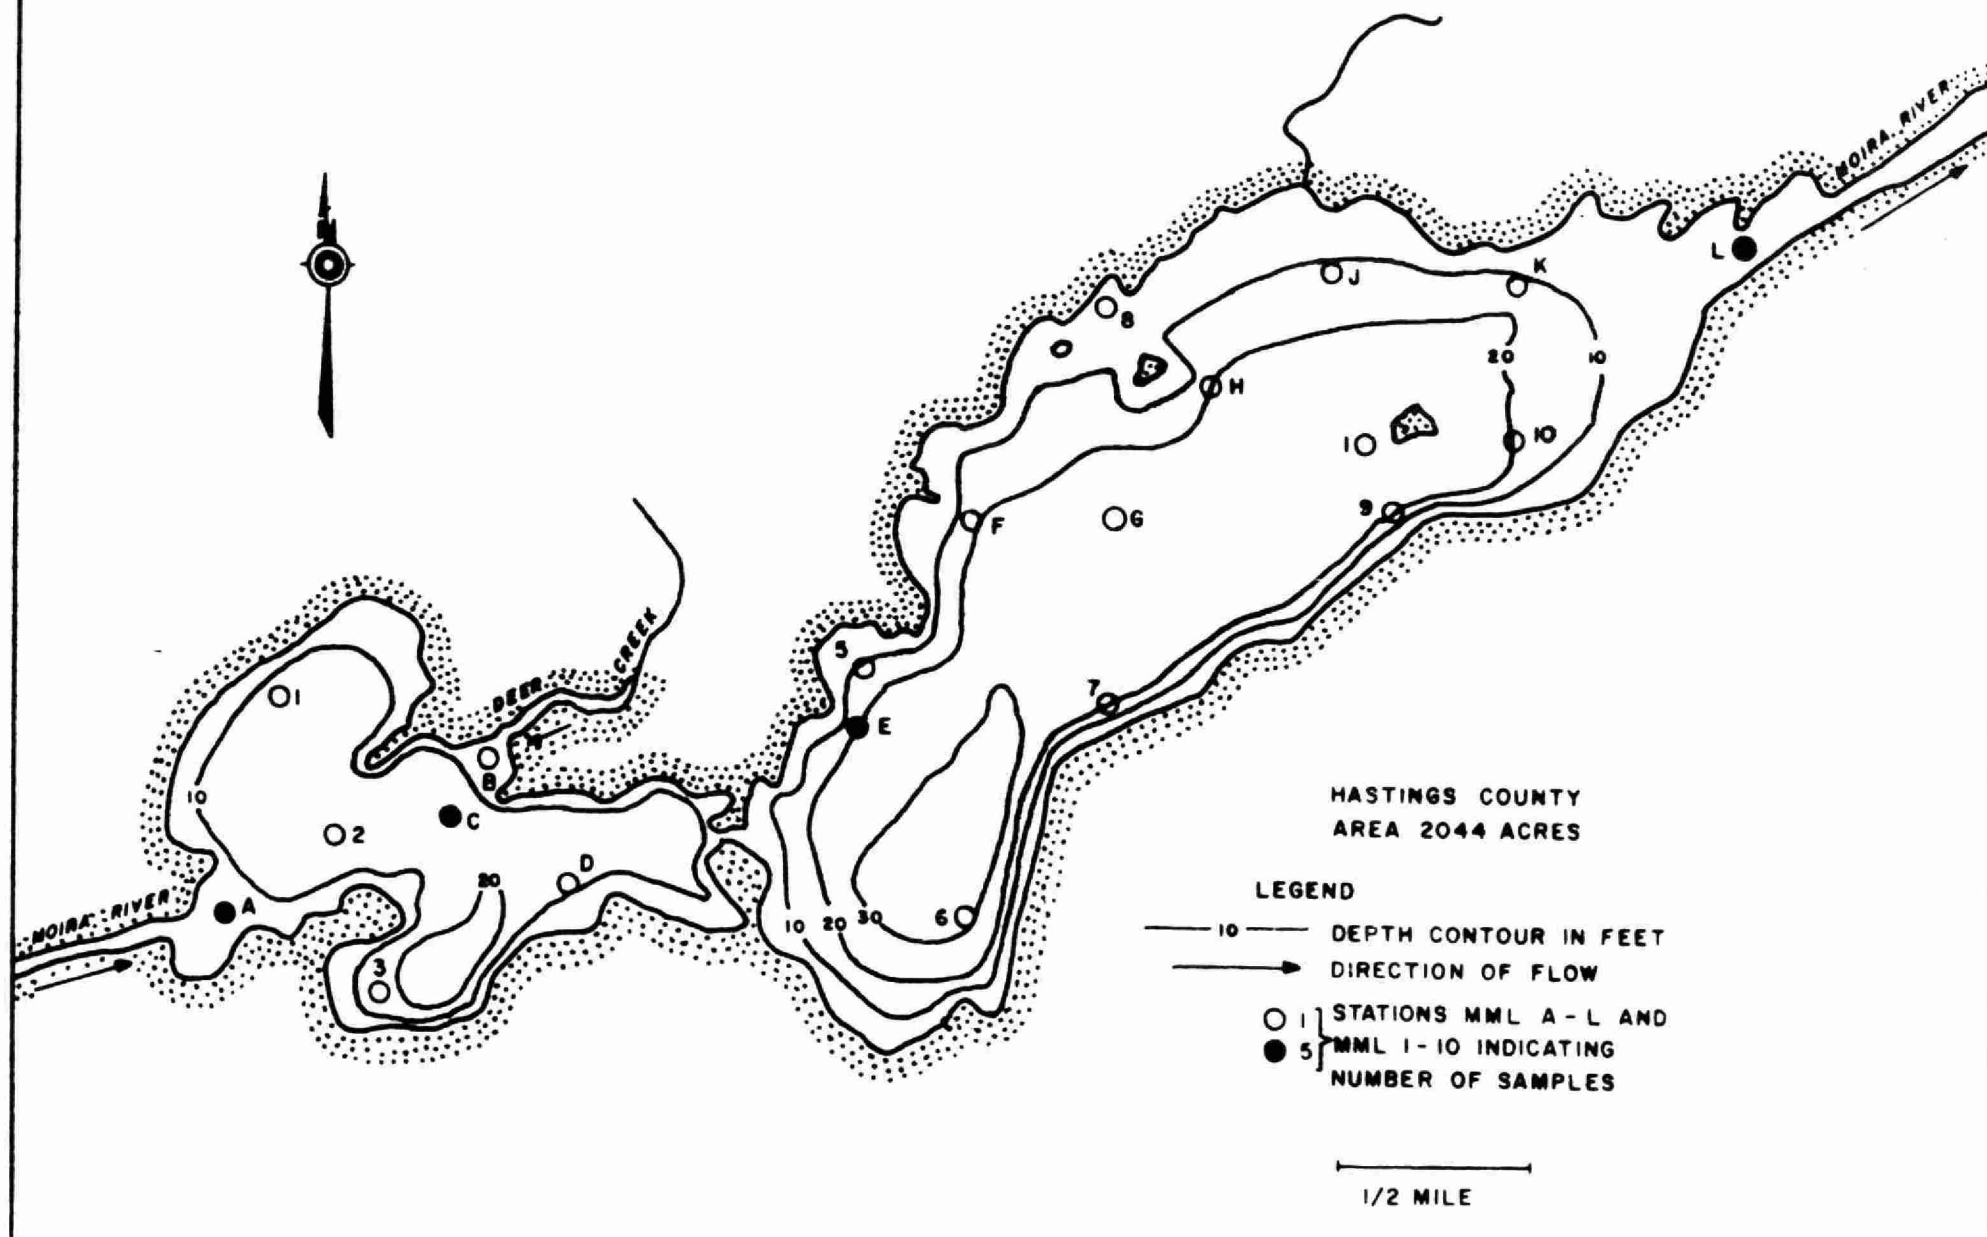 N
MOIRA RIVER
L
K
J
8
H
20
10
I
10
F
G
9
5
E
7
CREEK
DEER
1
B
10
C
2
D
20
A
MOIRA RIVER
3
6
10
20
30
HASTINGS COUNTY
AREA 2044 ACRES
LEGEND
10 DEPTH CONTOUR IN FEET
DIRECTION OF FLOW
1 STATIONS MML A - L AND
5 MML 1 - 10 INDICATING
NUMBER OF SAMPLES
1/2 MILE